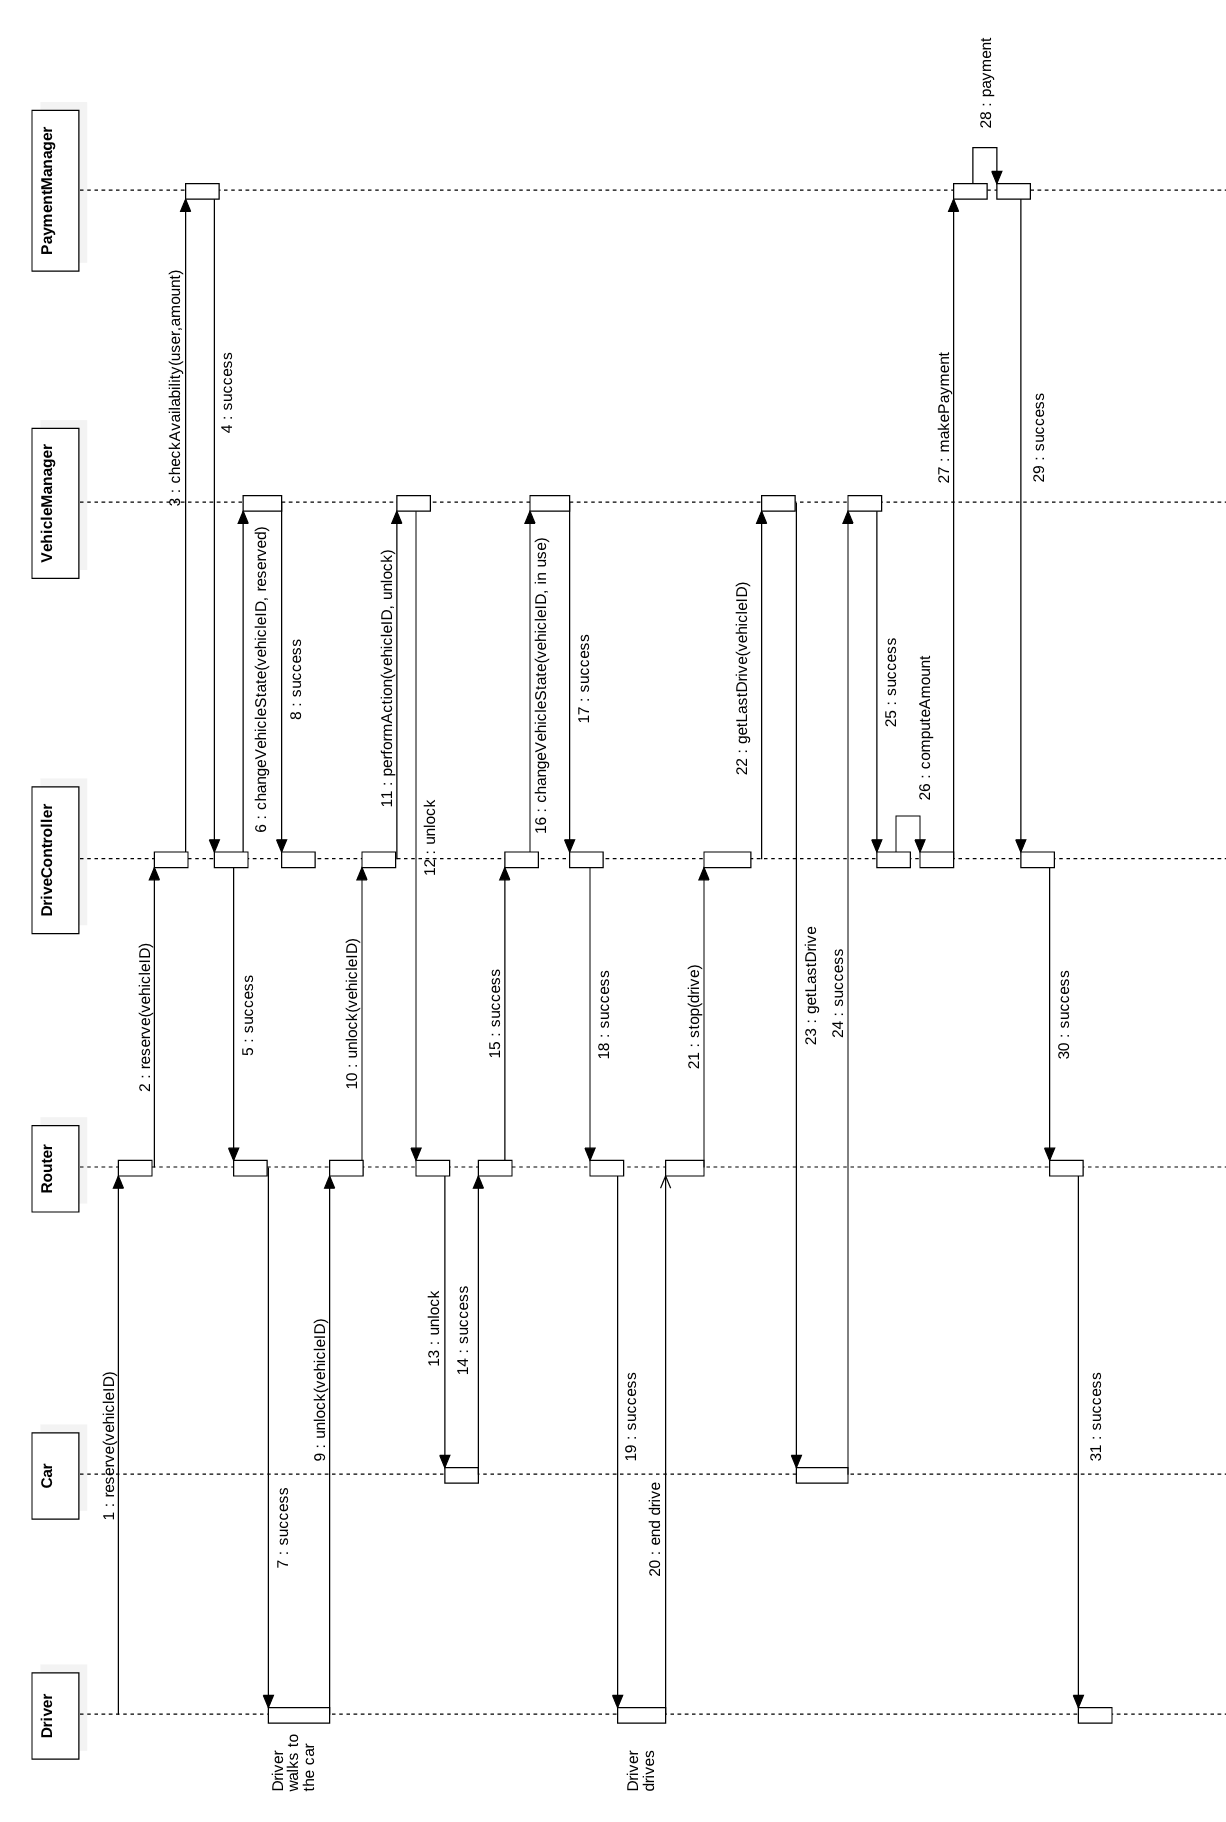 Driver
Car
Router
DriveController
VehicleManager
PaymentManager
1 : reserve(vehicleID)
2 : reserve(vehicleID)
3 : checkAvailability(user,amount)
4 : success
5 : success
6 : changeVehicleState(vehicleID, reserved)
7 : success
8 : success
Driver
walks to
the car
9 : unlock(vehicleID)
10 : unlock(vehicleID)
11 : performAction(vehicleID, unlock)
12 : unlock
13 : unlock
14 : success
15 : success
16 : changeVehicleState(vehicleID, in use)
17 : success
18 : success
19 : success
Driver
drives
20 : end drive
21 : stop(drive)
22 : getLastDrive(vehicleID)
23 : getLastDrive
24 : success
25 : success
26 : computeAmount
27 : makePayment
28 : payment
29 : success
30 : success
31 : success